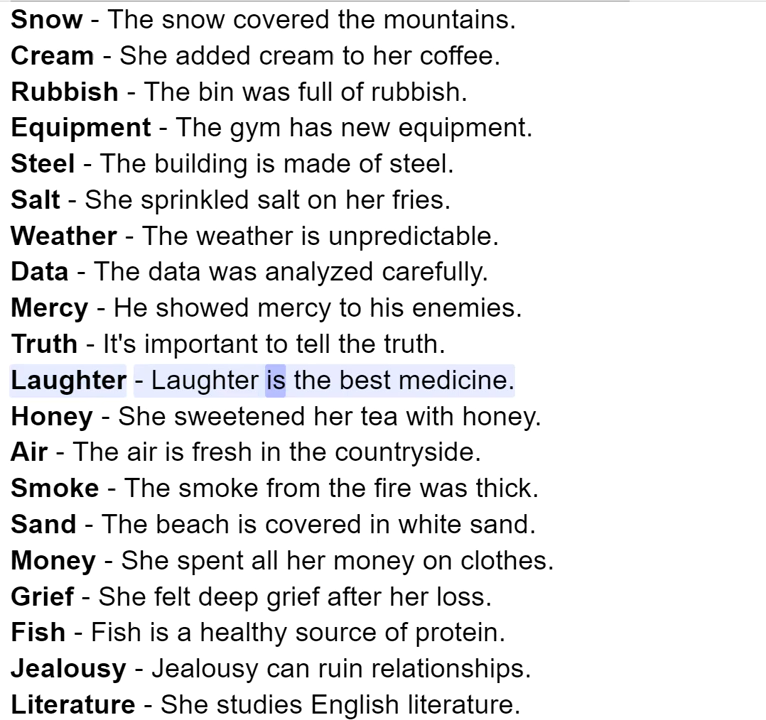 Snow - The snow covered the mountains.
Cream - She added cream to her coffee.
Rubbish - The bin was full of rubbish.
Equipment - The gym has new equipment.
Steel - The building is made of steel.
Salt - She sprinkled salt on her fries.
Weather - The weather is unpredictable.
Data - The data was analyzed carefully.
Mercy - He showed mercy to his enemies.
Truth - It's important to tell the truth.
Laughter - Laughter is the best medicine.
Honey - She sweetened her tea with honey.
Air - The air is fresh in the countryside.
Smoke - The smoke from the fire was thick.
Sand - The beach is covered in white sand.
Money - She spent all her money on clothes.
Grief - She felt deep grief after her loss.
Fish - Fish is a healthy source of protein.
Jealousy - Jealousy can ruin relationships.
Literature - She studies English literature.